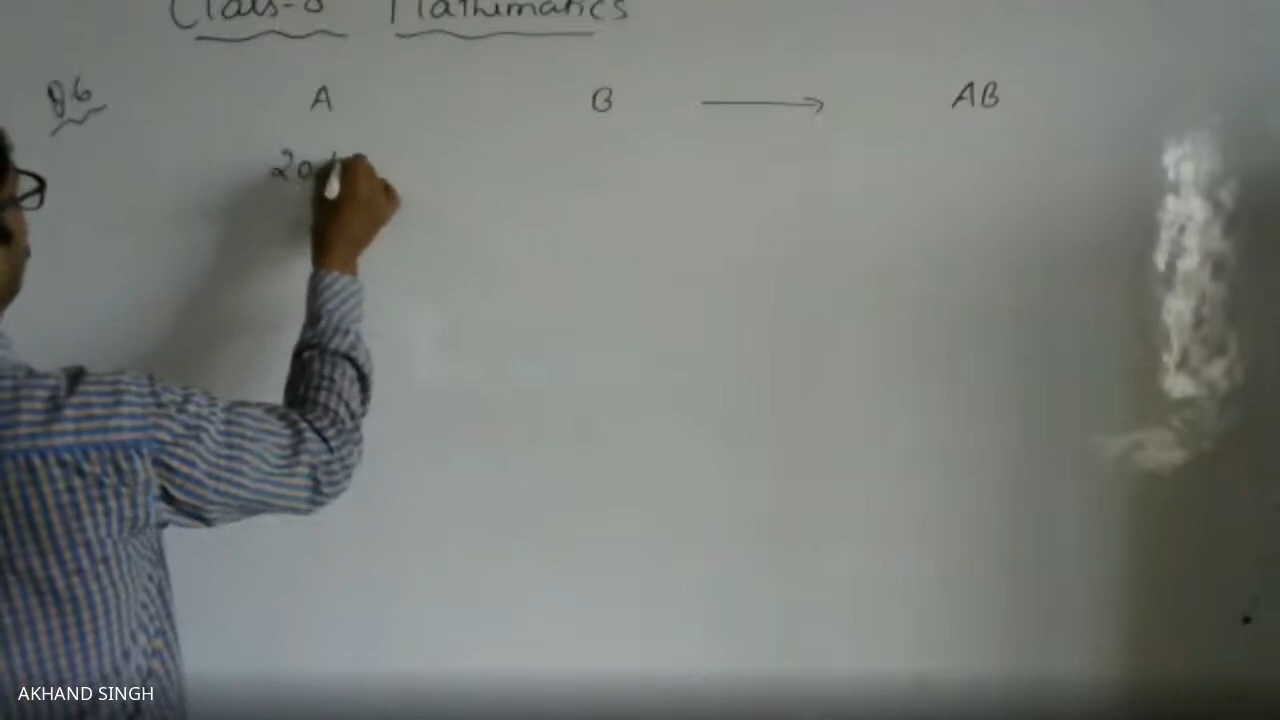 Class-8 Mathematics
Q6 A B → AB
AKHAND SINGH